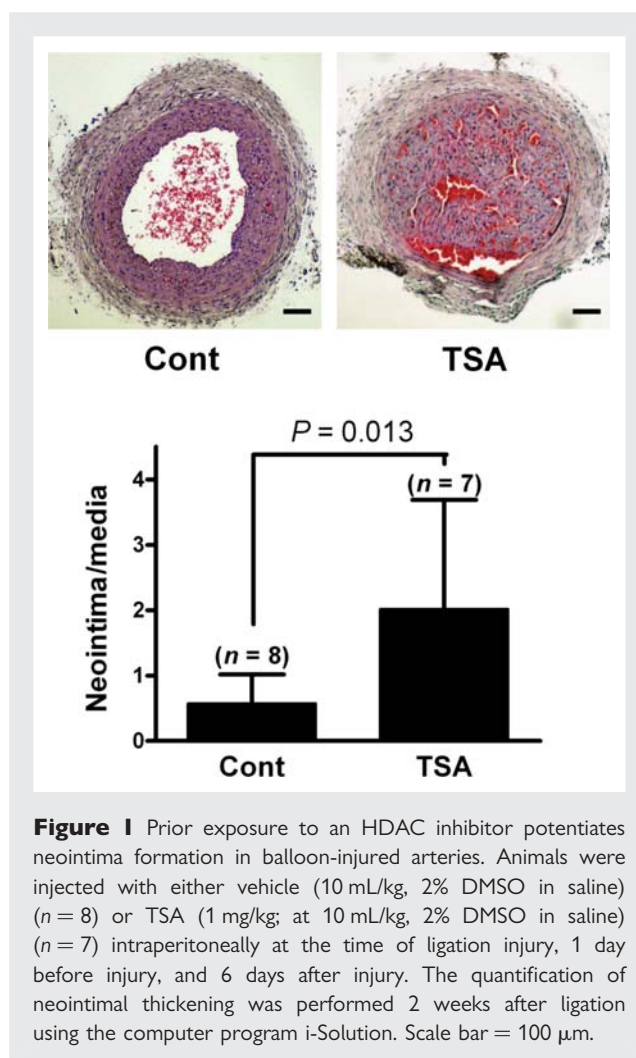 Cont
TSA
P = 0.013
(n = 7)
(n = 8)
Neointima/media
4
3
2
1
0
Cont
TSA
Figure 1 Prior exposure to an HDAC inhibitor potentiates
neointima formation in balloon-injured arteries. Animals were
injected with either vehicle (10 mL/kg, 2% DMSO in saline)
(n = 8) or TSA (1 mg/kg; at 10 mL/kg, 2% DMSO in saline)
(n = 7) intraperitoneally at the time of ligation injury, 1 day
before injury, and 6 days after injury. The quantification of
neointimal thickening was performed 2 weeks after ligation
using the computer program i-Solution. Scale bar = 100 μm.